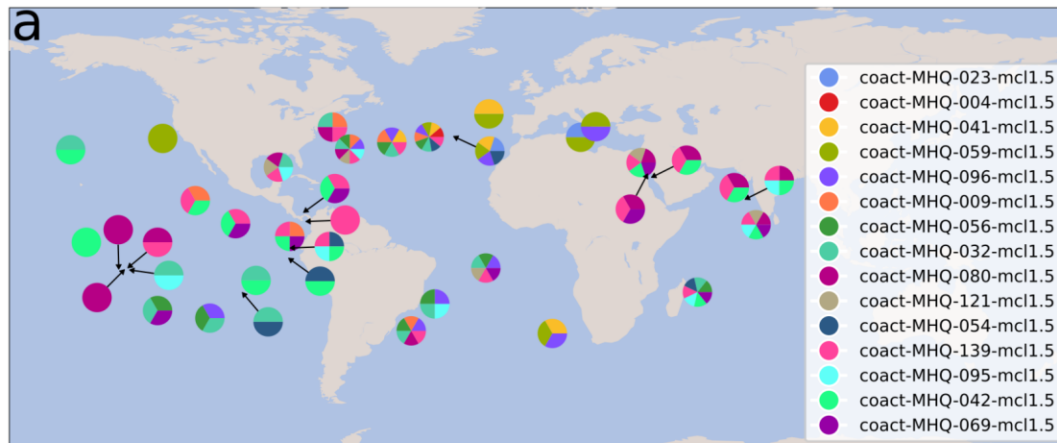 a
coact-MHQ-023-mcl1.5
coact-MHQ-004-mcl1.5
coact-MHQ-041-mcl1.5
coact-MHQ-059-mcl1.5
coact-MHQ-096-mcl1.5
coact-MHQ-009-mcl1.5
coact-MHQ-056-mcl1.5
coact-MHQ-032-mcl1.5
coact-MHQ-080-mcl1.5
coact-MHQ-121-mcl1.5
coact-MHQ-054-mcl1.5
coact-MHQ-139-mcl1.5
coact-MHQ-095-mcl1.5
coact-MHQ-042-mcl1.5
coact-MHQ-069-mcl1.5